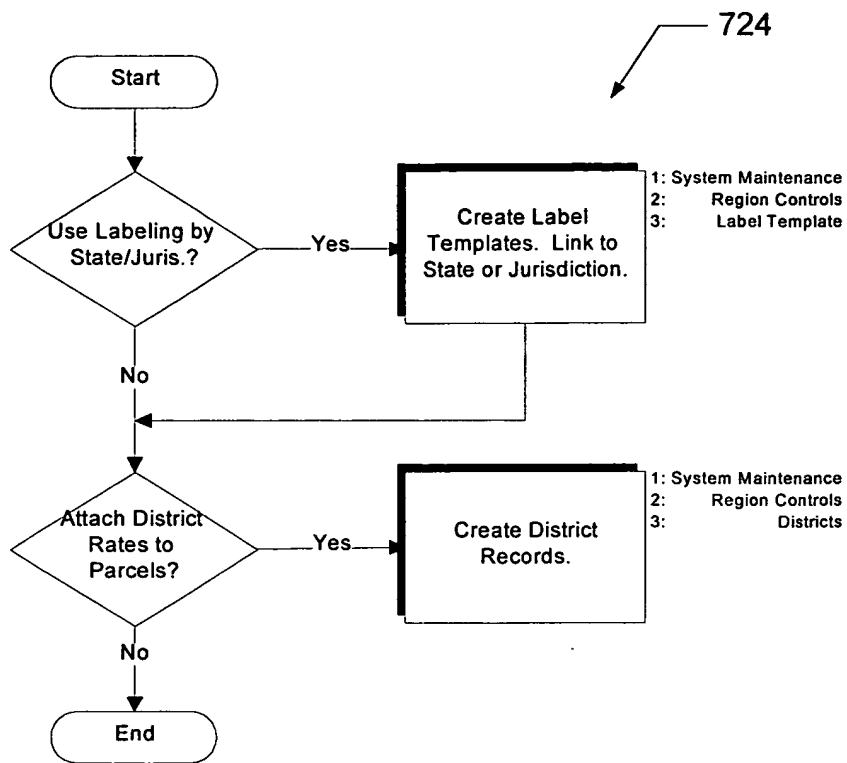 724
Start
Use Labeling by
State/Juris.?
Yes
Create Label
Templates. Link to
State or Jurisdiction.
1: System Maintenance
2: Region Controls
3: Label Template
No
Attach District
Rates to
Parcels?
Yes
Create District
Records.
1: System Maintenance
2: Region Controls
3: Districts
No
End